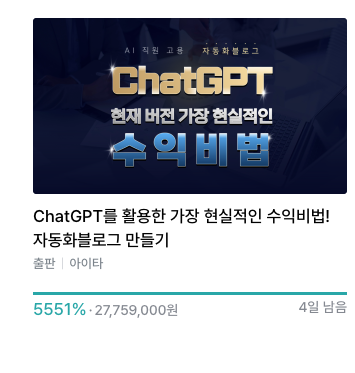 AI 직원 고용 자동화블로그
ChatGPT
현재 버전 가장 현실적인
수익비법
ChatGPT를 활용한 가장 현실적인 수익비법!
자동화블로그 만들기
출판 | 아이타
5551% · 27,759,000원 4일 남음